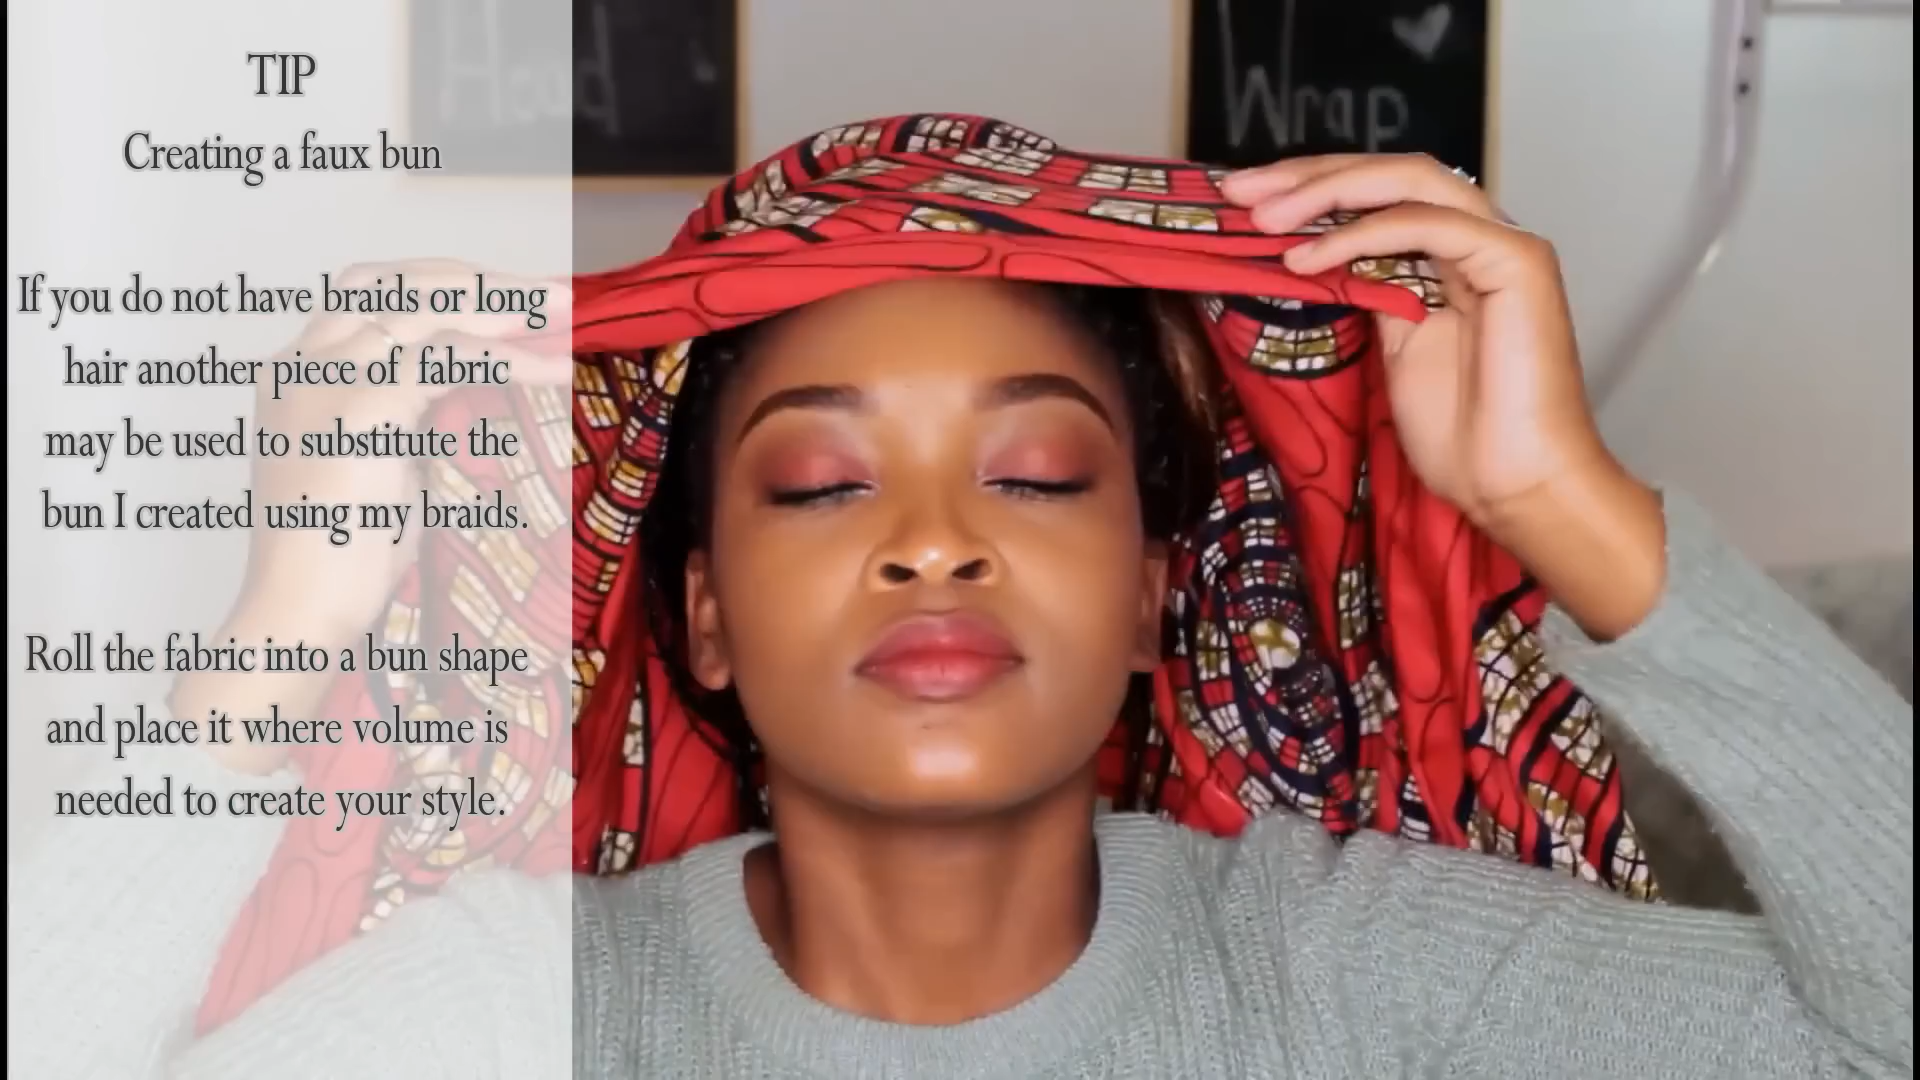 Head
Wrap
TIP
Creating a faux bun
If you do not have braids or long
hair another piece of fabric
may be used to substitute the
bun I created using my braids.
Roll the fabric into a bun shape
and place it where volume is
needed to create your style.